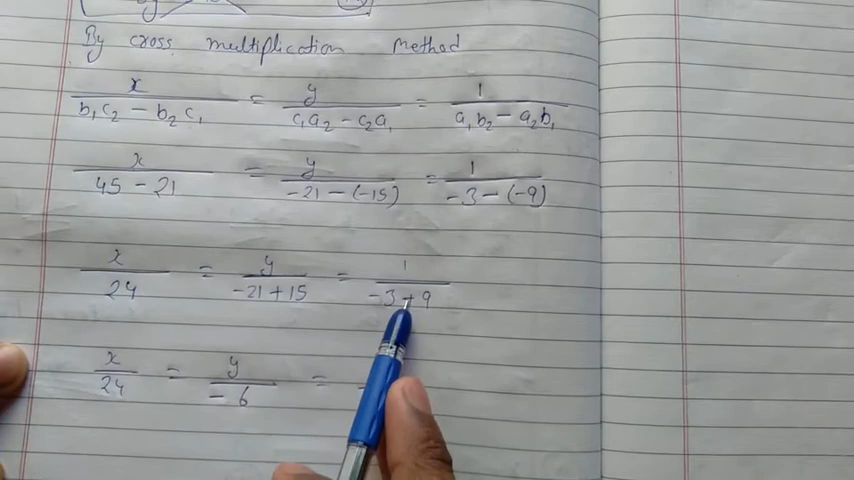 By cross multiplication Method
x / (b₁c₂ − b₂c₁) = y / (c₁a₂ − c₂a₁) = 1 / (a₁b₂ − a₂b₁)
x / (45 − 21) = y / (−21 − (−15)) = 1 / (−3 − (−9))
x / 24 = y / (−21 + 15) = 1 / (−3 + 9)
x / 24 = y / −6 =